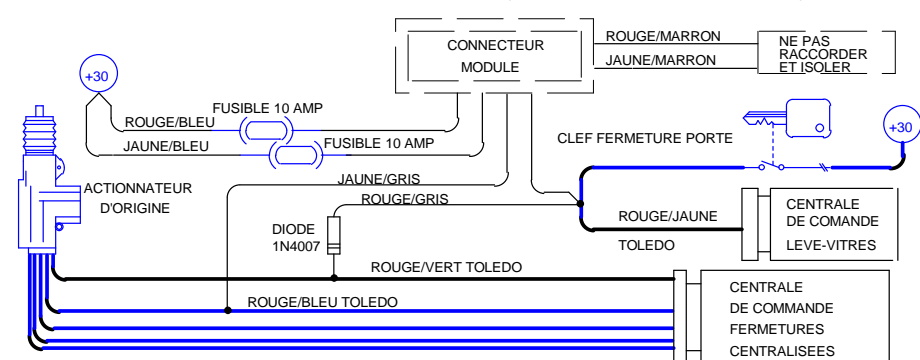 CONNECTEUR
MODULE
ROUGE/MARRON
JAUNE/MARRON
NE PAS
RACCORDER
ET ISOLER
+30
FUSIBLE 10 AMP
ROUGE/BLEU
JAUNE/BLEU
FUSIBLE 10 AMP
CLEF FERMETURE PORTE
+30
ACTIONNATEUR
D'ORIGINE
JAUNE/GRIS
ROUGE/GRIS
DIODE
1N4007
ROUGE/JAUNE
TOLEDO
CENTRALE
DE COMANDE
LEVE-VITRES
ROUGE/VERT TOLEDO
ROUGE/BLEU TOLEDO
CENTRALE
DE COMMANDE
FERMETURES
CENTRALISEES